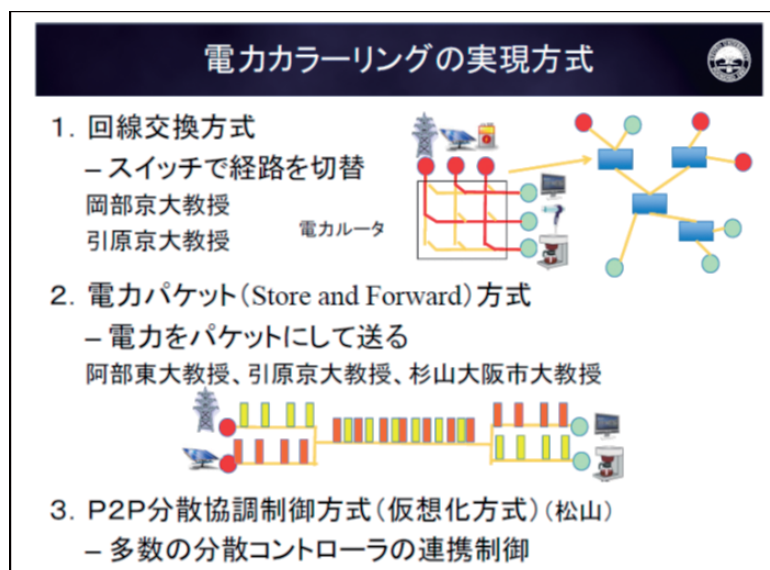 電力カラーリングの実現方式
1. 回線交換方式
－スイッチで経路を切替
岡部京大教授
引原京大教授
電力ルータ
2. 電力パケット（Store and Forward）方式
－電力をパケットにして送る
阿部東大教授、引原京大教授、杉山大阪市大教授
3. P2P分散協調制御方式（仮想化方式）（松山）
－多数の分散コントローラの連携制御